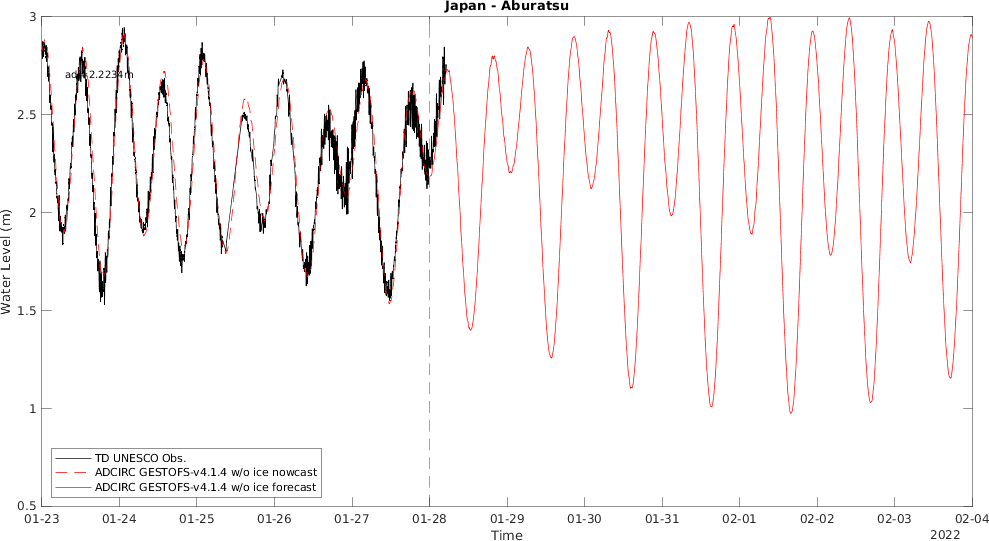 Japan - Aburatsu
3
2.5
2
1.5
1
0.5
Water Level (m)
2.2234m
TD UNESCO Obs.
ADCIRC GESTOFS-v4.1.4 w/o ice nowcast
ADCIRC GESTOFS-v4.1.4 w/o ice forecast
01-23 01-24 01-25 01-26 01-27 01-28 01-29 01-30 01-31 02-01 02-02 02-03 02-04
Time
2022